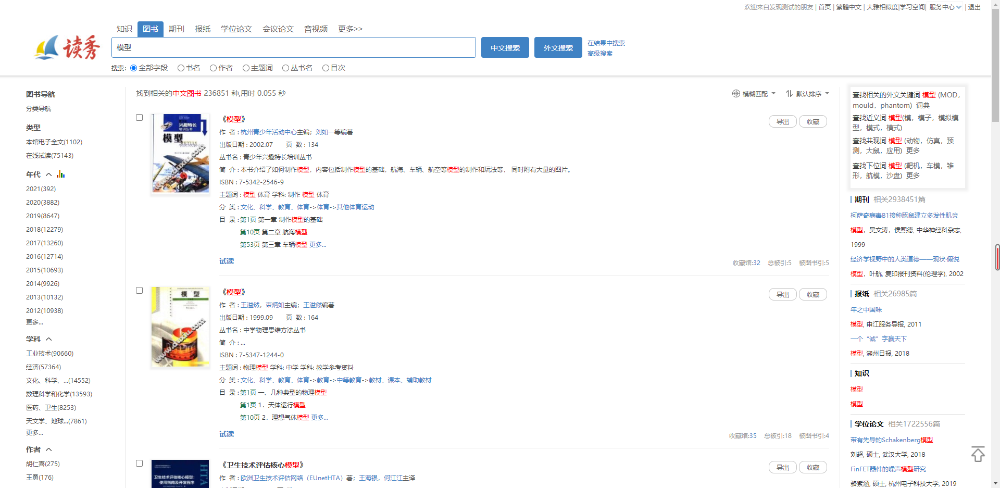 欢迎来自发现测试的朋友 | 首页 | 繁體中文 | 大雅相似度|学习空间| 服务中心 | 退出
知识 图书 期刊 报纸 学位论文 会议论文 音视频 更多>>
读秀
模型 中文搜索 外文搜索
在结果中搜索
高级搜索
搜索: 全部字段 书名 作者 主题词 丛书名 目次
图书导航
分类导航
类型
本馆电子全文(1102)
在线试读(75143)
年代
2021(392)
2020(3882)
2019(8647)
2018(12279)
2017(13260)
2016(12714)
2015(10693)
2014(9926)
2013(10132)
2012(10938)
更多...
学科
工业技术(90660)
经济(57364)
文化、科学、...(14552)
数理科学和化学(13593)
医药、卫生(8253)
天文学、地球...(7861)
更多...
作者
胡仁喜(275)
王勇(176)
找到相关的中文图书 236851 种,用时 0.055 秒
模糊匹配 默认排序
兴趣特长
培训丛书
模型
www.duxiu.com
《模型》
导出 收藏
作 者 : 杭州青少年活动中心主编；刘如一等编著
出版日期 : 2002.07 页 数 : 134
丛书名 : 青少年兴趣特长培训丛书
简 介 : 本书介绍了如何制作模型，内容包括制作模型的基础，航海、车辆、航空等模型的制作和玩法等， 同时附有大量的图片。
ISBN : 7-5342-2546-9
主题词 : 模型 体育 学科: 制作 模型 体育
分 类 : 文化、科学、教育、体育->体育->其他体育运动
目 录 : 第1页 第一章 制作模型的基础
第10页 第二章 航海模型
第53页 第三章 车辆模型 更多...
试读
收藏馆:32 总被引:5 被图书引:5
模 型
www.duxiu.com
《模型》
导出 收藏
作 者 : 王溢然，束炳如主编；王溢然编著
出版日期 : 1999.09 页 数 : 164
丛书名 : 中学物理思维方法丛书
简 介 : ...
ISBN : 7-5347-1244-0
主题词 : 物理模型 学科: 中学 学科: 教学参考资料
分 类 : 文化、科学、教育、体育->教育->中等教育->教材、课本、辅助教材
目 录 : 第1页 一、几种典型的物理模型
第1页 1．天体运行模型
第10页 2．理想气体模型 更多...
试读
收藏馆:35 总被引:18 被图书引:4
HTA
卫生技术评估核心模型:
使用指南及开发程序
《卫生技术评估核心模型》
导出 收藏
作 者 : 欧洲卫生技术评估网络（EUnetHTA）著；王海银，何江江主译
查找相关的外文关键词 模型 (MOD，
mould，phantom) 词典
查找近义词 模型(模，模子，模拟模
型，模式，横式)
查找共现词 模型 (动物，仿真，预
测，大鼠，应用) 更多
查找下位词 模型 (靶机，车模，雏
形，航模，沙盘) 更多
期刊 相关2938451篇
柯萨奇病毒B1接种豚鼠建立多发性肌炎
模型，吴文涛，侯熙德, 中华神经科杂志,
1999
经济学视野中的人类道德——现状·假说
模型，叶航, 复印报刊资料(伦理学), 2002
报纸 相关26985篇
年之中国味
模型, 申江服务导报, 2011
一个“诚”字赢天下
模型, 湖州日报, 2018
知识
模型
模型
学位论文 相关1722556篇
带有先导的Schakenberg模型
刘超, 硕士, 武汉大学, 2018
FinFET器件的噪声模型研究
骆紫涵, 硕士, 杭州电子科技大学, 2019